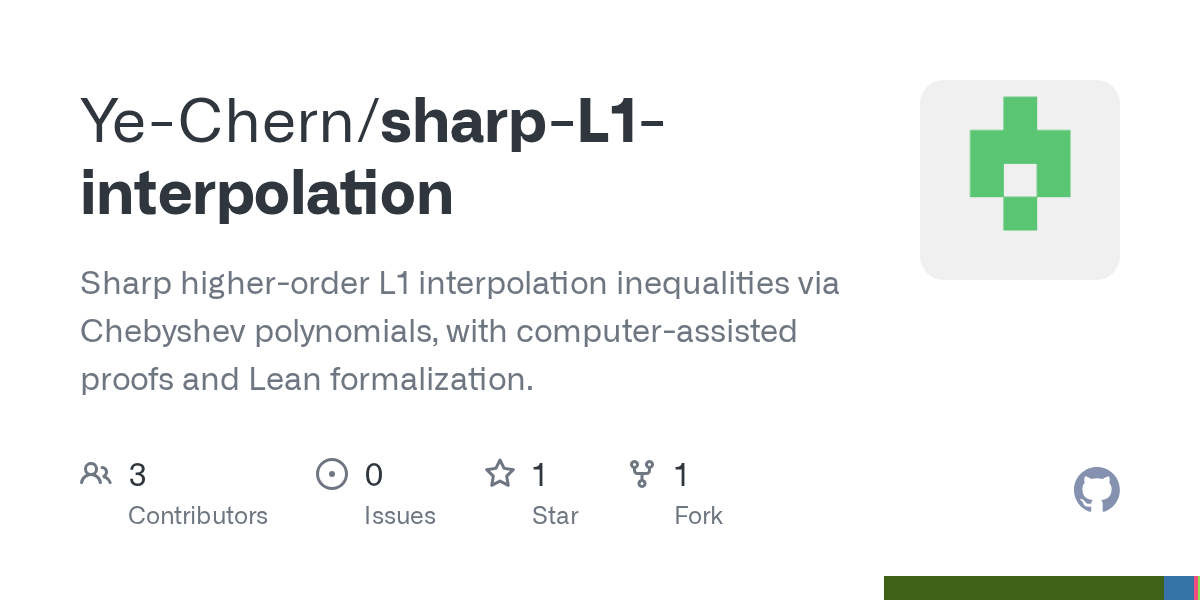 Ye-Chern/sharp-L1-
interpolation
Sharp higher-order L1 interpolation inequalities via
Chebyshev polynomials, with computer-assisted
proofs and Lean formalization.
3 0 1 1
Contributors Issues Star Fork